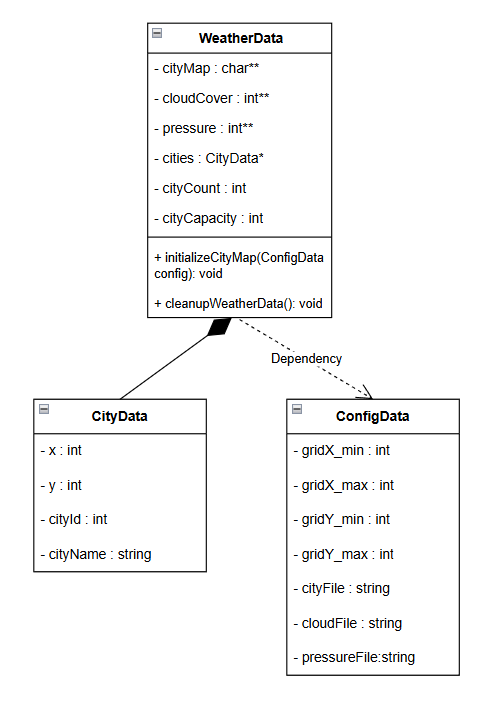 WeatherData
- cityMap : char**
- cloudCover : int**
- pressure : int**
- cities : CityData*
- cityCount : int
- cityCapacity : int
+ initializeCityMap(ConfigData
config): void
+ cleanupWeatherData(): void
Dependency
CityData
- x : int
- y : int
- cityId : int
- cityName : string
ConfigData
- gridX_min : int
- gridX_max : int
- gridY_min : int
- gridY_max : int
- cityFile : string
- cloudFile : string
- pressureFile:string